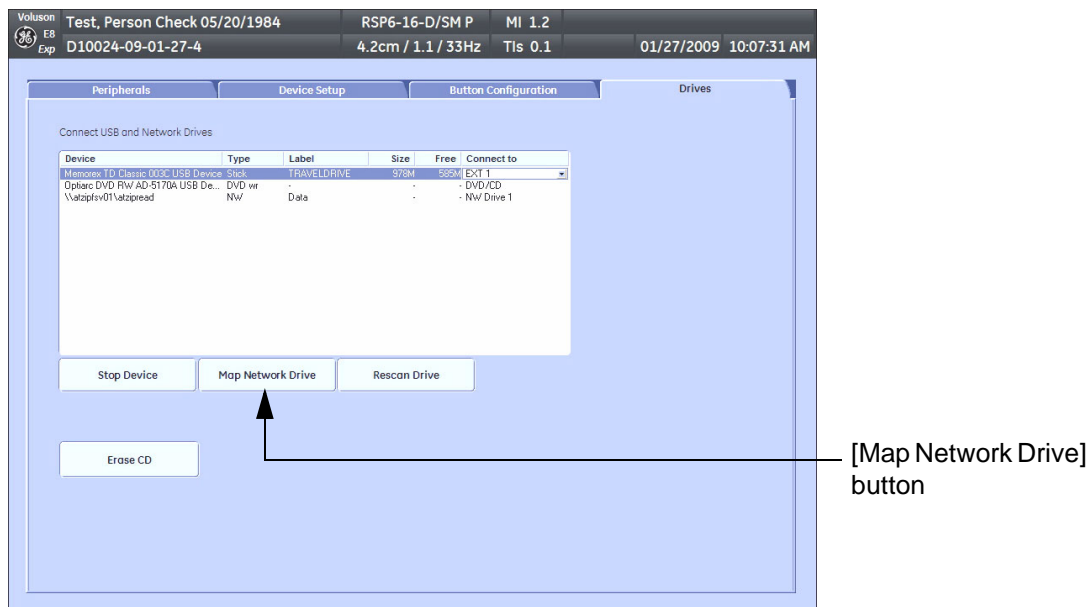 Voluson Test, Person Check 05/20/1984 RSP6-16-D/SM P MI 1.2
E8
Exp D10024-09-01-27-4 4.2cm / 1.1 / 33Hz TIs 0.1 01/27/2009 10:07:31 AM
Peripherals Device Setup Button Configuration Drives
Connect USB and Network Drives
Device Type Label Size Free Connect to
Memorex TD Classic 003C USB Device Stick TRAVELDRIVE 978M 585M EXT 1
Optiarc DVD RW AD-5170A USB De... DVD wr - - - DVD/CD
\\atzipfsv01\atzipread NW Data - - NW Drive 1
Stop Device Map Network Drive Rescan Drive
[Map Network Drive]
button
Erase CD